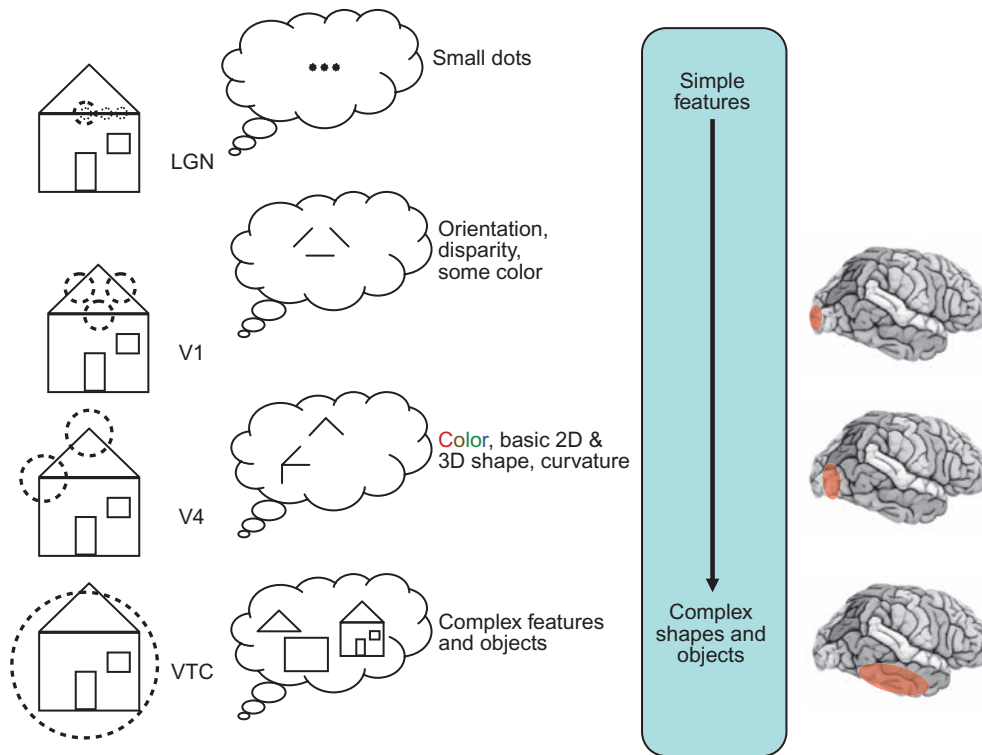 Small dots
LGN
Orientation,
disparity,
some color
V1
Color, basic 2D &
3D shape, curvature
V4
Complex features
and objects
VTC
Simple
features
Complex
shapes and
objects